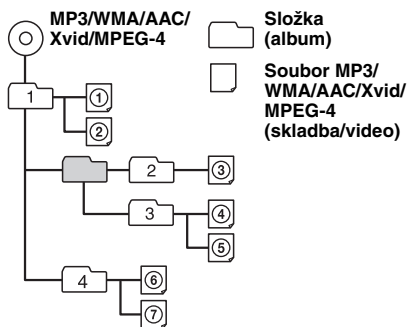 MP3/WMA/AAC/
Xvid/MPEG-4
Složka
(album)
Soubor MP3/
WMA/AAC/Xvid/
MPEG-4
(skladba/video)
1
①
②
2
③
3
④
⑤
4
⑥
⑦